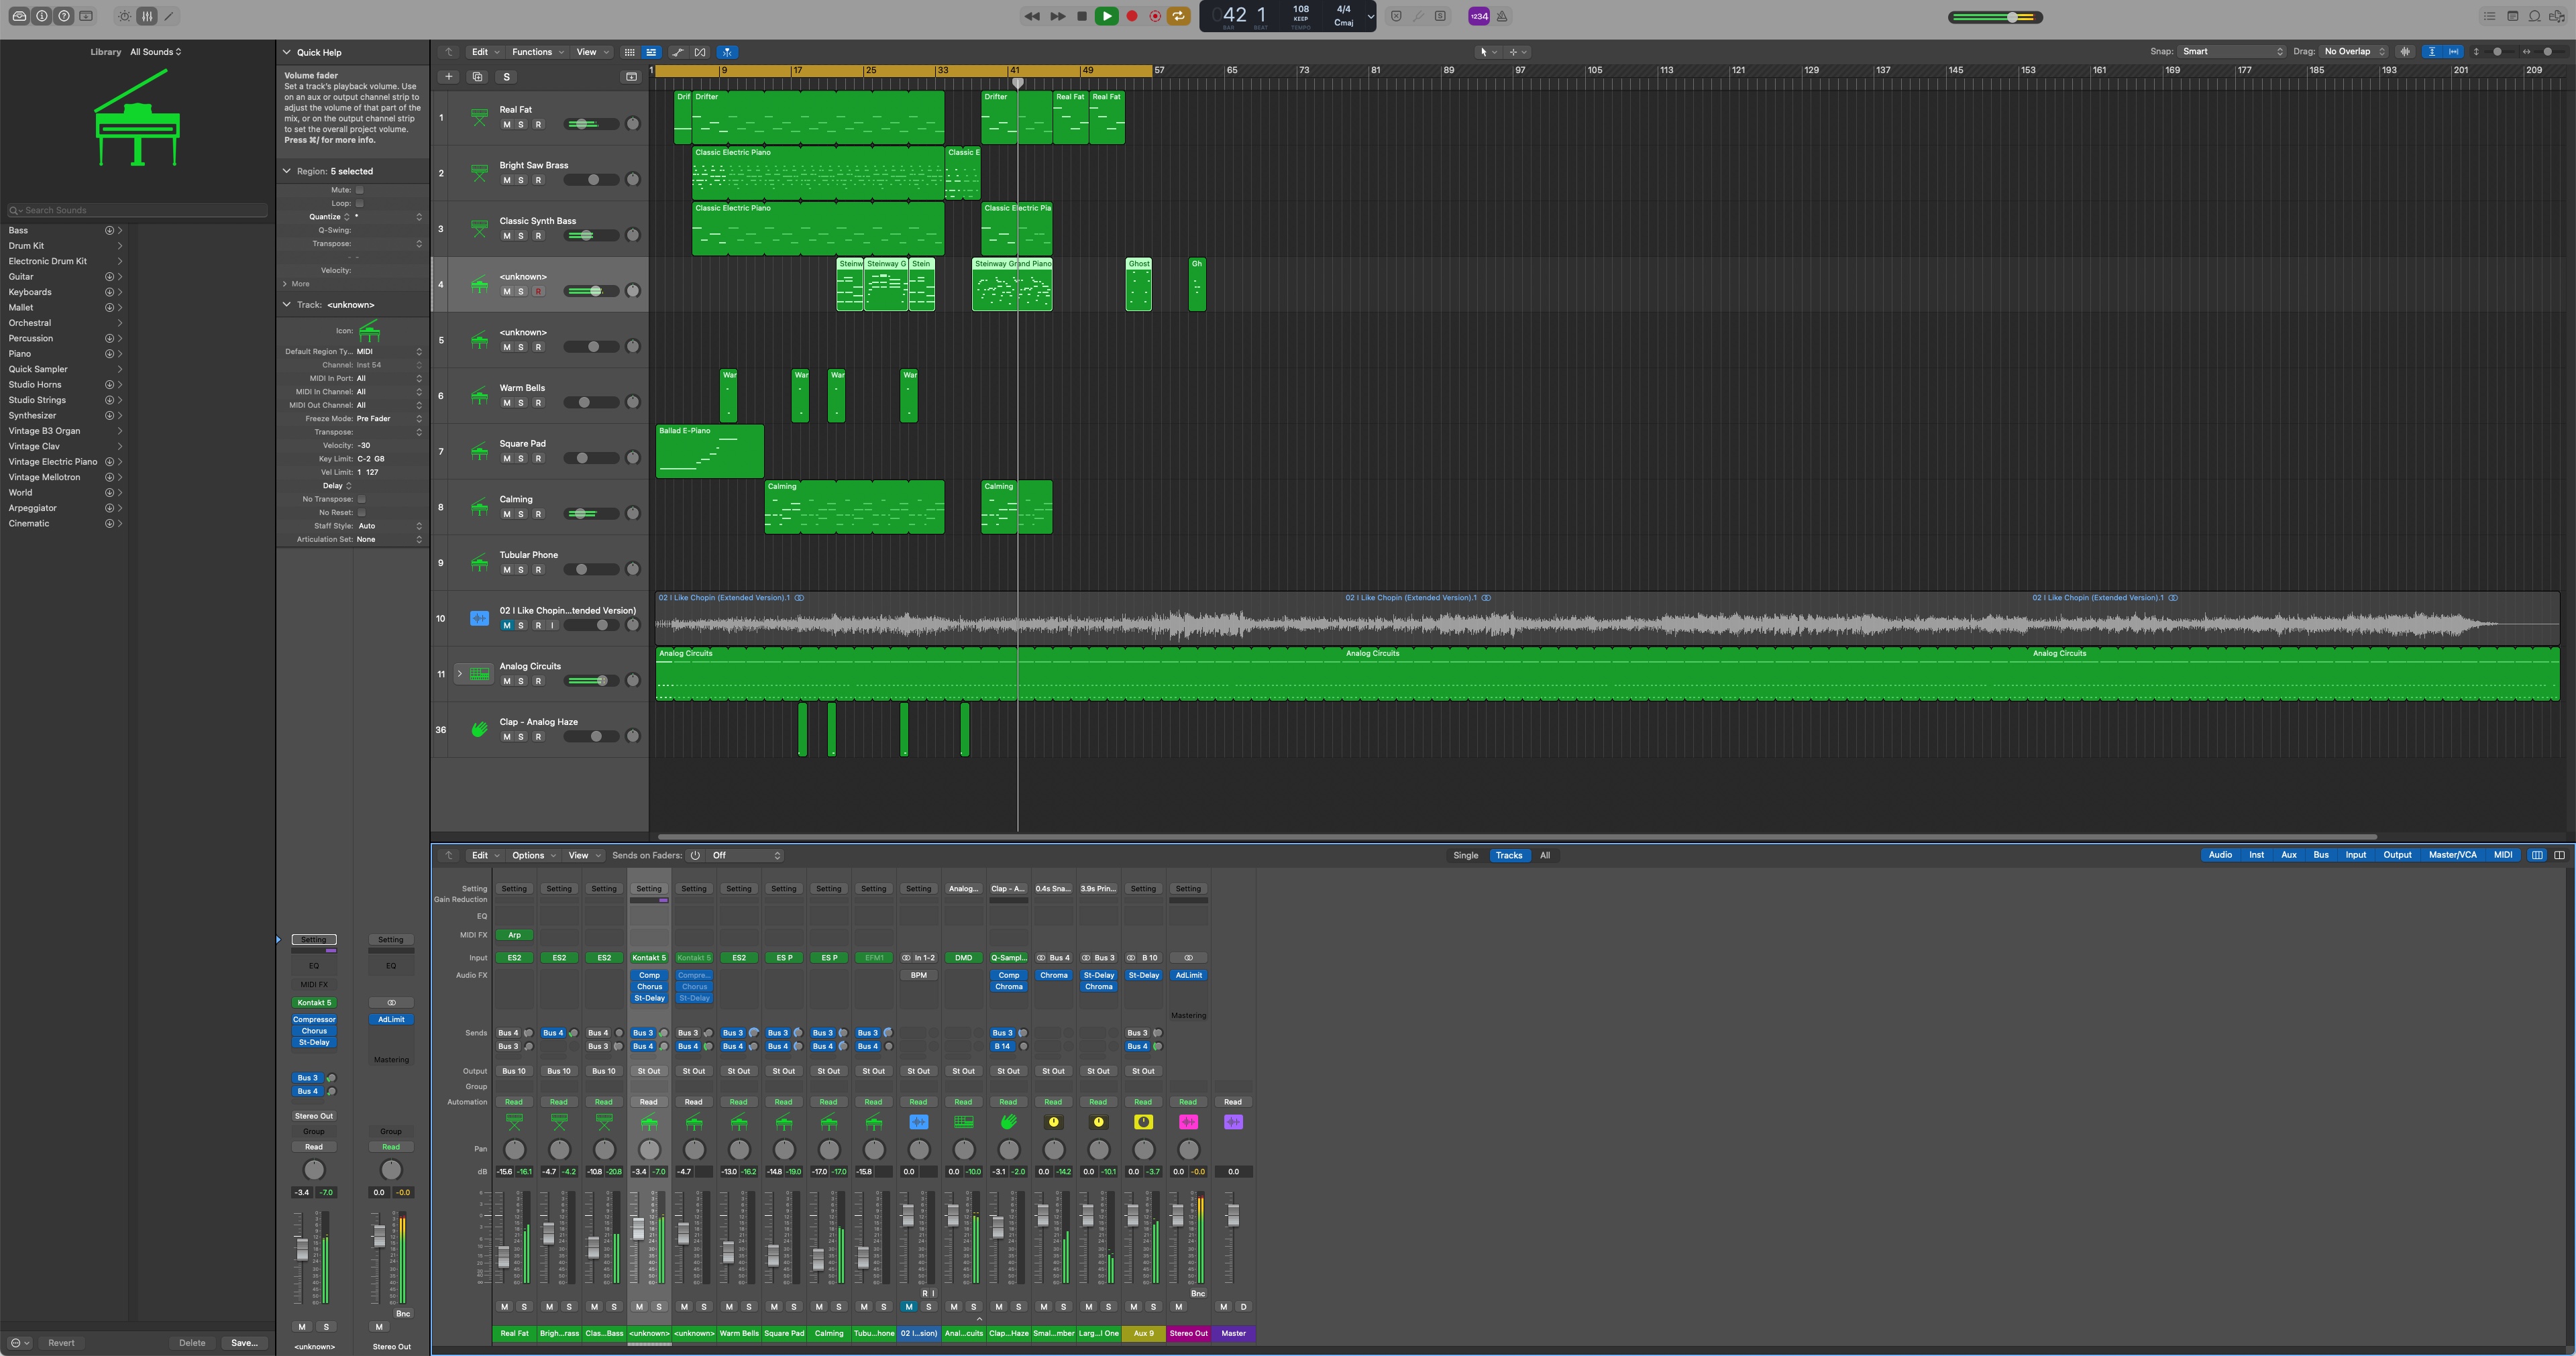 042 1 108 4/4
KEEP Cmaj
BAR BEAT TEMPO
1234
Library All Sounds
Search Sounds
Bass
Drum Kit
Electronic Drum Kit
Guitar
Keyboards
Mallet
Orchestral
Percussion
Piano
Quick Sampler
Studio Horns
Studio Strings
Synthesizer
Vintage B3 Organ
Vintage Clav
Vintage Electric Piano
Vintage Mellotron
World
Arpeggiator
Cinematic
Revert Delete Save...
Quick Help
Volume fader
Set a track's playback volume. Use
on an aux or output channel strip to
adjust the volume of that part of the
mix, or on the output channel strip
to set the overall project volume.
Press ⌘/ for more info.
Region: 5 selected
Mute:
Loop:
Quantize
Q-Swing:
Transpose:
Velocity:
More
Track: <unknown>
Icon:
Default Region Ty... MIDI
Channel: Inst 54
MIDI In Port: All
MIDI In Channel: All
MIDI Out Channel: All
Freeze Mode: Pre Fader
Transpose:
Velocity: -30
Key Limit: C-2 G8
Vel Limit: 1 127
Delay
No Transpose:
No Reset:
Staff Style: Auto
Articulation Set: None
Setting Setting
EQ EQ
MIDI FX
Kontakt 5
Compressor AdLimit
Chorus
St-Delay
Mastering
Bus 3
Bus 4
Stereo Out
Group Group
Read Read
-3.4 -7.0 0.0 -0.0
Bnc
M S M
<unknown> Stereo Out
Edit Functions View Snap: Smart Drag: No Overlap
S
1 9 17 25 33 41 49 57 65 73 81 89 97 105 113 121 129 137 145 153 161 169 177 185 193 201 209
1 Real Fat
M S R
Drif Drifter Drifter Real Fat Real Fat
2 Bright Saw Brass
M S R
Classic Electric Piano Classic E
3 Classic Synth Bass
M S R
Classic Electric Piano Classic Electric Pia
4 <unknown>
M S R
Steinw Steinway G Stein Steinway Grand Piano Ghost Gh
5 <unknown>
M S R
6 Warm Bells
M S R
War War War War
7 Square Pad
M S R
Ballad E-Piano
8 Calming
M S R
Calming Calming
9 Tubular Phone
M S R
10 02 I Like Chopin...tended Version)
M S R I
02 I Like Chopin (Extended Version).1 02 I Like Chopin (Extended Version).1 02 I Like Chopin (Extended Version).1
11 Analog Circuits
M S R
Analog Circuits Analog Circuits Analog Circuits
36 Clap - Analog Haze
M S R
Edit Options View Sends on Faders: Off Single Tracks All Audio Inst Aux Bus Input Output Master/VCA MIDI
Setting Setting Setting Setting Setting Setting Setting Setting Setting Setting Setting Analog... Clap - A... 0.4s Sna... 3.9s Prin... Setting Setting
Gain Reduction
EQ
MIDI FX Arp
Input ES2 ES2 ES2 Kontakt 5 Kontakt 5 ES2 ES P ES P EFM1 In 1-2 DMD Q-Sampl... Bus 4 Bus 3 B 10
Audio FX Comp Compre... BPM Comp Chroma St-Delay St-Delay AdLimit
Chorus Chorus Chroma Chroma
St-Delay St-Delay
Mastering
Sends Bus 4 Bus 4 Bus 4 Bus 3 Bus 3 Bus 3 Bus 3 Bus 3 Bus 3 Bus 3 Bus 3
Bus 3 Bus 3 Bus 4 Bus 4 Bus 4 Bus 4 Bus 4 Bus 4 B 14 Bus 4
Output Bus 10 Bus 10 Bus 10 St Out St Out St Out St Out St Out St Out St Out St Out St Out St Out St Out St Out
Group
Automation Read Read Read Read Read Read Read Read Read Read Read Read Read Read Read Read Read
Pan
dB -15.6 -16.1 -4.7 -4.2 -10.8 -20.8 -3.4 -7.0 -4.7 -13.0 -16.2 -14.8 -19.0 -17.0 -17.0 -15.8 0.0 0.0 -10.0 -3.1 -2.0 0.0 -14.2 0.0 -10.1 0.0 -3.7 0.0 -0.0 0.0
R I Bnc
M S M S M S M S M S M S M S M S M S M S M S M S M S M S M S M M D
Real Fat Brigh...rass Clas...Bass <unknown> <unknown> Warm Bells Square Pad Calming Tubu...hone 02 I...sion) Anal...cuits Clap...Haze Smal...mber Larg...l One Aux 9 Stereo Out Master